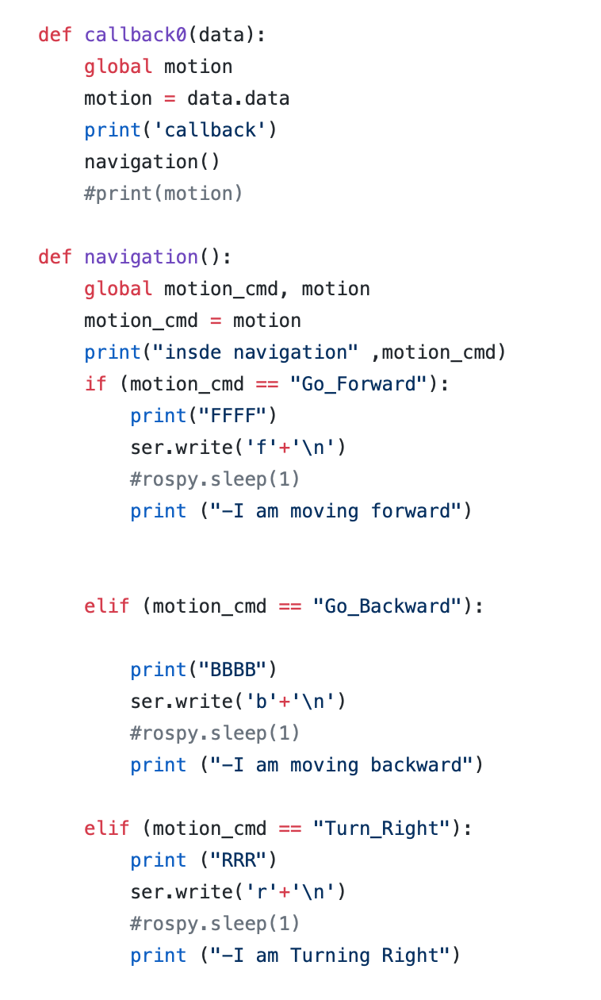 def callback0(data):
    global motion
    motion = data.data
    print('callback')
    navigation()
    #print(motion)

def navigation():
    global motion_cmd, motion
    motion_cmd = motion
    print("insde navigation" ,motion_cmd)
    if (motion_cmd == "Go_Forward"):
        print("FFFF")
        ser.write('f'+'\n')
        #rospy.sleep(1)
        print ("-I am moving forward")


    elif (motion_cmd == "Go_Backward"):

        print("BBBB")
        ser.write('b'+'\n')
        #rospy.sleep(1)
        print ("-I am moving backward")

    elif (motion_cmd == "Turn_Right"):
        print ("RRR")
        ser.write('r'+'\n')
        #rospy.sleep(1)
        print ("-I am Turning Right")